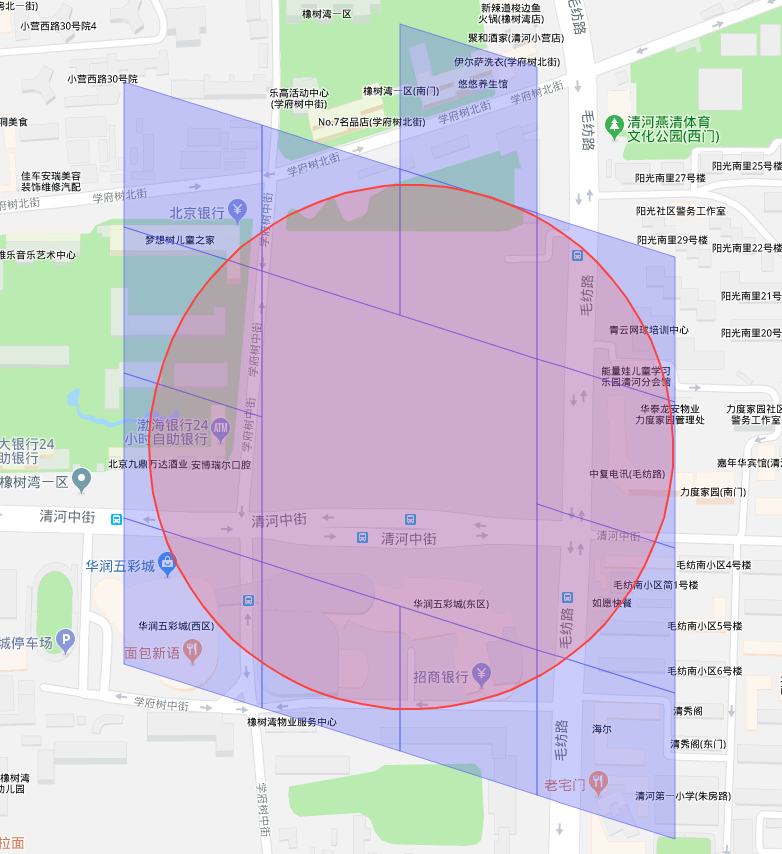 房北一街)
橡树湾一区
新辣道梭边鱼
火锅(橡树湾店)
毛纺路
小营西路30号院4
聚和酒家(清河小营店)
伊尔萨洗衣(学府树北街)
小营西路30号院
乐高活动中心
(学府树中街)
橡树湾一区(南门)
悠悠养生馆
学府树北街
学府树北街
No.7名品店(学府树北街)
洞美食
毛纺路
清河燕清体育
文化公园(西门)
学府树北街
佳车安瑞美容
装饰维修汽配
学府树北街
学府树北街
阳光南里25号楼
阳光南里27号楼
北京银行
学府树中街
阳光社区警务工作室
梦想树儿童之家
阳光南里29号楼
阳光南里22号楼
雅乐音乐艺术中心
毛纺路
阳光南里21号
学府树中街
青云网球培训中心
阳光南里20号
能量娃儿童学习
乐园清河分会馆
华泰龙安物业
力度家园管理处
力度家园社区
警务工作室
渤海银行24
小时自助银行
ATM
学府树中街
大银行24
助银行
北京九鼎万达酒业
安博瑞尔口腔
嘉年华宾馆(清
中复电讯(毛纺路)
橡树湾一区
力度家园(南门)
清河中街
清河中街
清河中街
清河中街
华润五彩城
毛纺南小区4号楼
毛纺南小区简1号楼
华润五彩城(东区)
如愿快餐
华润五彩城(西区)
毛纺路
毛纺南小区5号楼
城停车场
P
面包新语
招商银行
毛纺南小区6号楼
学府树中街
清秀阁
橡树湾物业服务中心
海尔
毛纺路
清秀阁(东门)
橡树湾
幼儿园
学府树中街
老宅门
清河第一小学(朱房路)
拉面